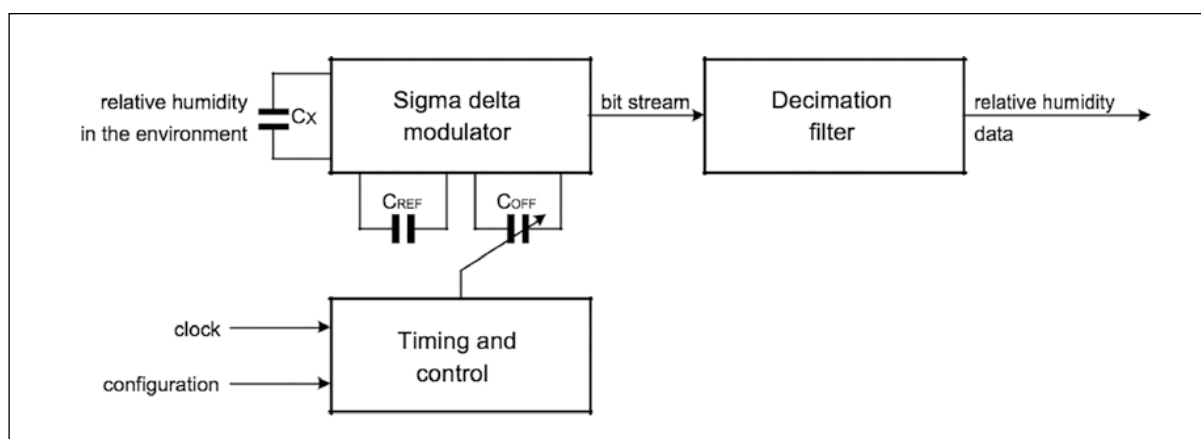 relative humidity
in the environment
Cx
Sigma delta
modulator
bit stream
Decimation
filter
relative humidity
data
CREF
COFF
clock
configuration
Timing and
control